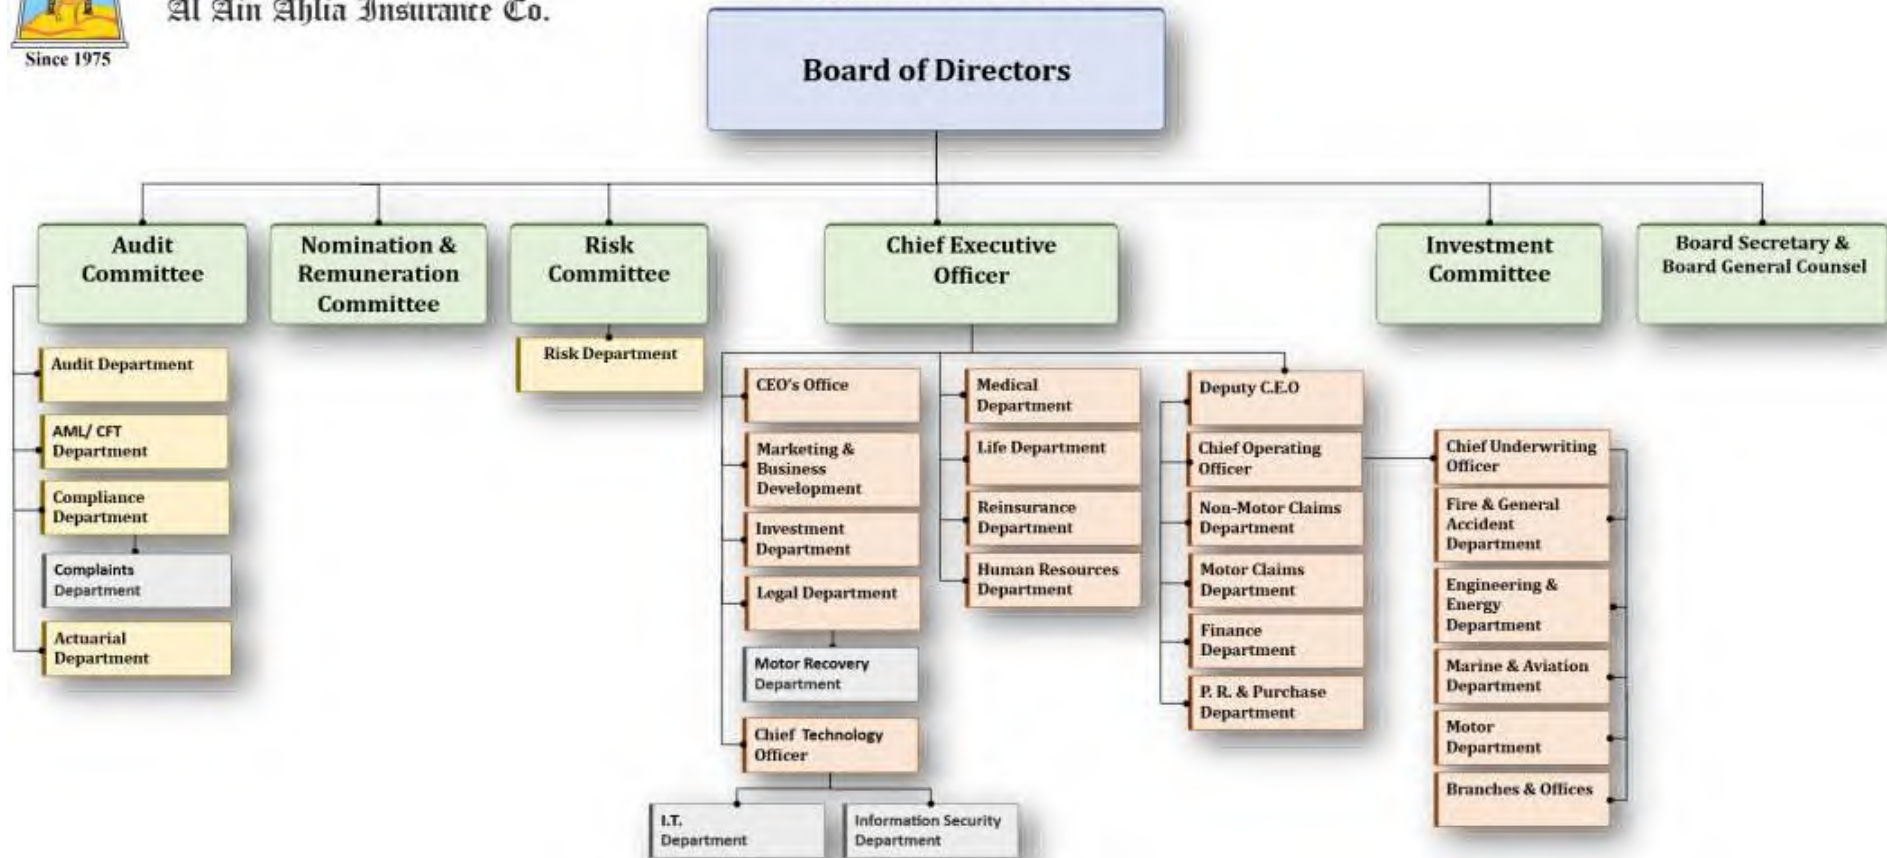 Al Ain Ahlia Insurance Co.
Since 1975
Board of Directors
Audit
Committee
Nomination &
Remuneration
Committee
Risk
Committee
Chief Executive
Officer
Investment
Committee
Board Secretary &
Board General Counsel
Audit Department
AML/ CFT
Department
Compliance
Department
Complaints
Department
Actuarial
Department
Risk Department
CEO's Office
Marketing &
Business
Development
Investment
Department
Legal Department
Motor Recovery
Department
Chief Technology
Officer
I.T.
Department
Information Security
Department
Medical
Department
Life Department
Reinsurance
Department
Human Resources
Department
Deputy C.E.O
Chief Operating
Officer
Non-Motor Claims
Department
Motor Claims
Department
Finance
Department
P. R. & Purchase
Department
Chief Underwriting
Officer
Fire & General
Accident
Department
Engineering &
Energy
Department
Marine & Aviation
Department
Motor
Department
Branches & Offices